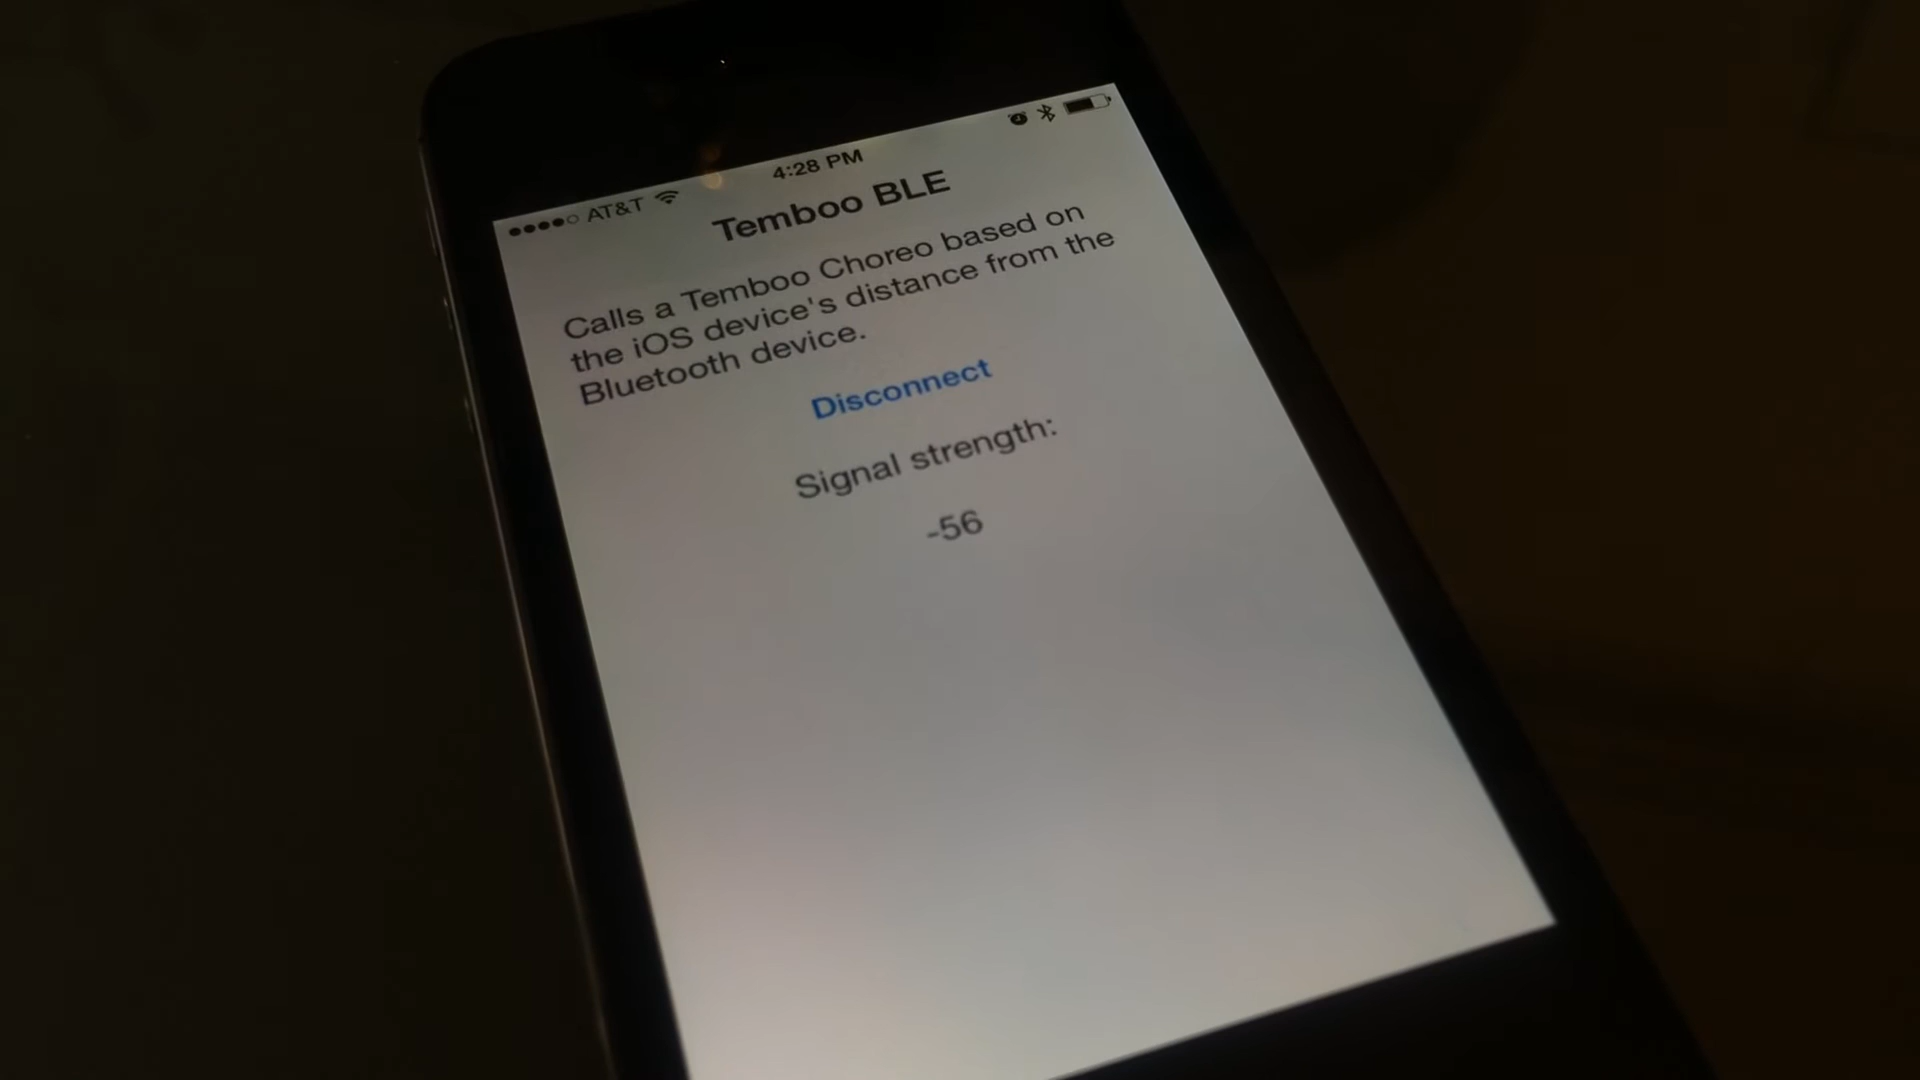 AT&T 4:28 PM
Temboo BLE
Calls a Temboo Choreo based on
the iOS device's distance from the
Bluetooth device.
Disconnect
Signal strength:
-56